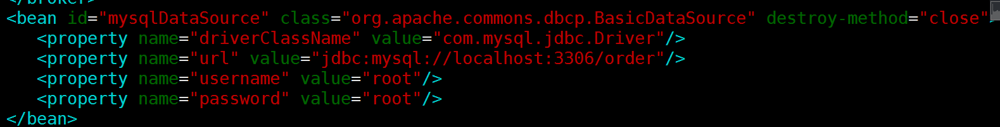 </broker>
<bean id="mysqlDataSource" class="org.apache.commons.dbcp.BasicDataSource" destroy-method="close">
   <property name="driverClassName" value="com.mysql.jdbc.Driver"/>
   <property name="url" value="jdbc:mysql://localhost:3306/order"/>
   <property name="username" value="root"/>
   <property name="password" value="root"/>
</bean>